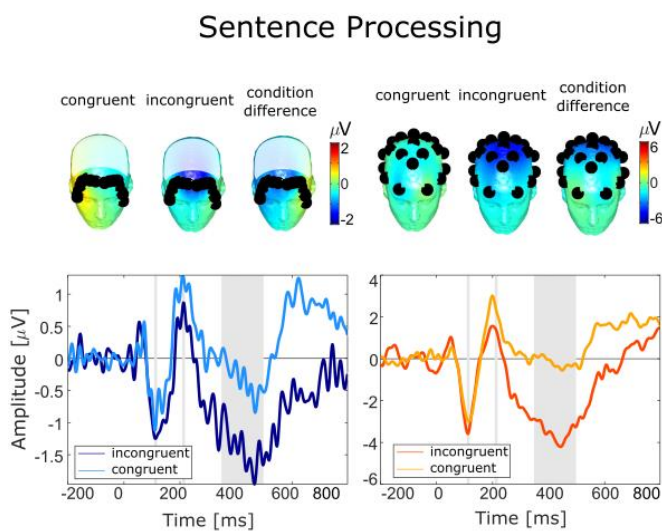 Sentence Processing
congruent incongruent condition difference
μV
2
0
-2
congruent incongruent condition difference
μV
6
0
-6
Amplitude [μV]
1
0.5
0
-0.5
-1
-1.5
incongruent
congruent
-200 0 200 400 600 800
Time [ms]
4
2
0
-2
-4
-6
incongruent
congruent
-200 0 200 400 600 800
Time [ms]